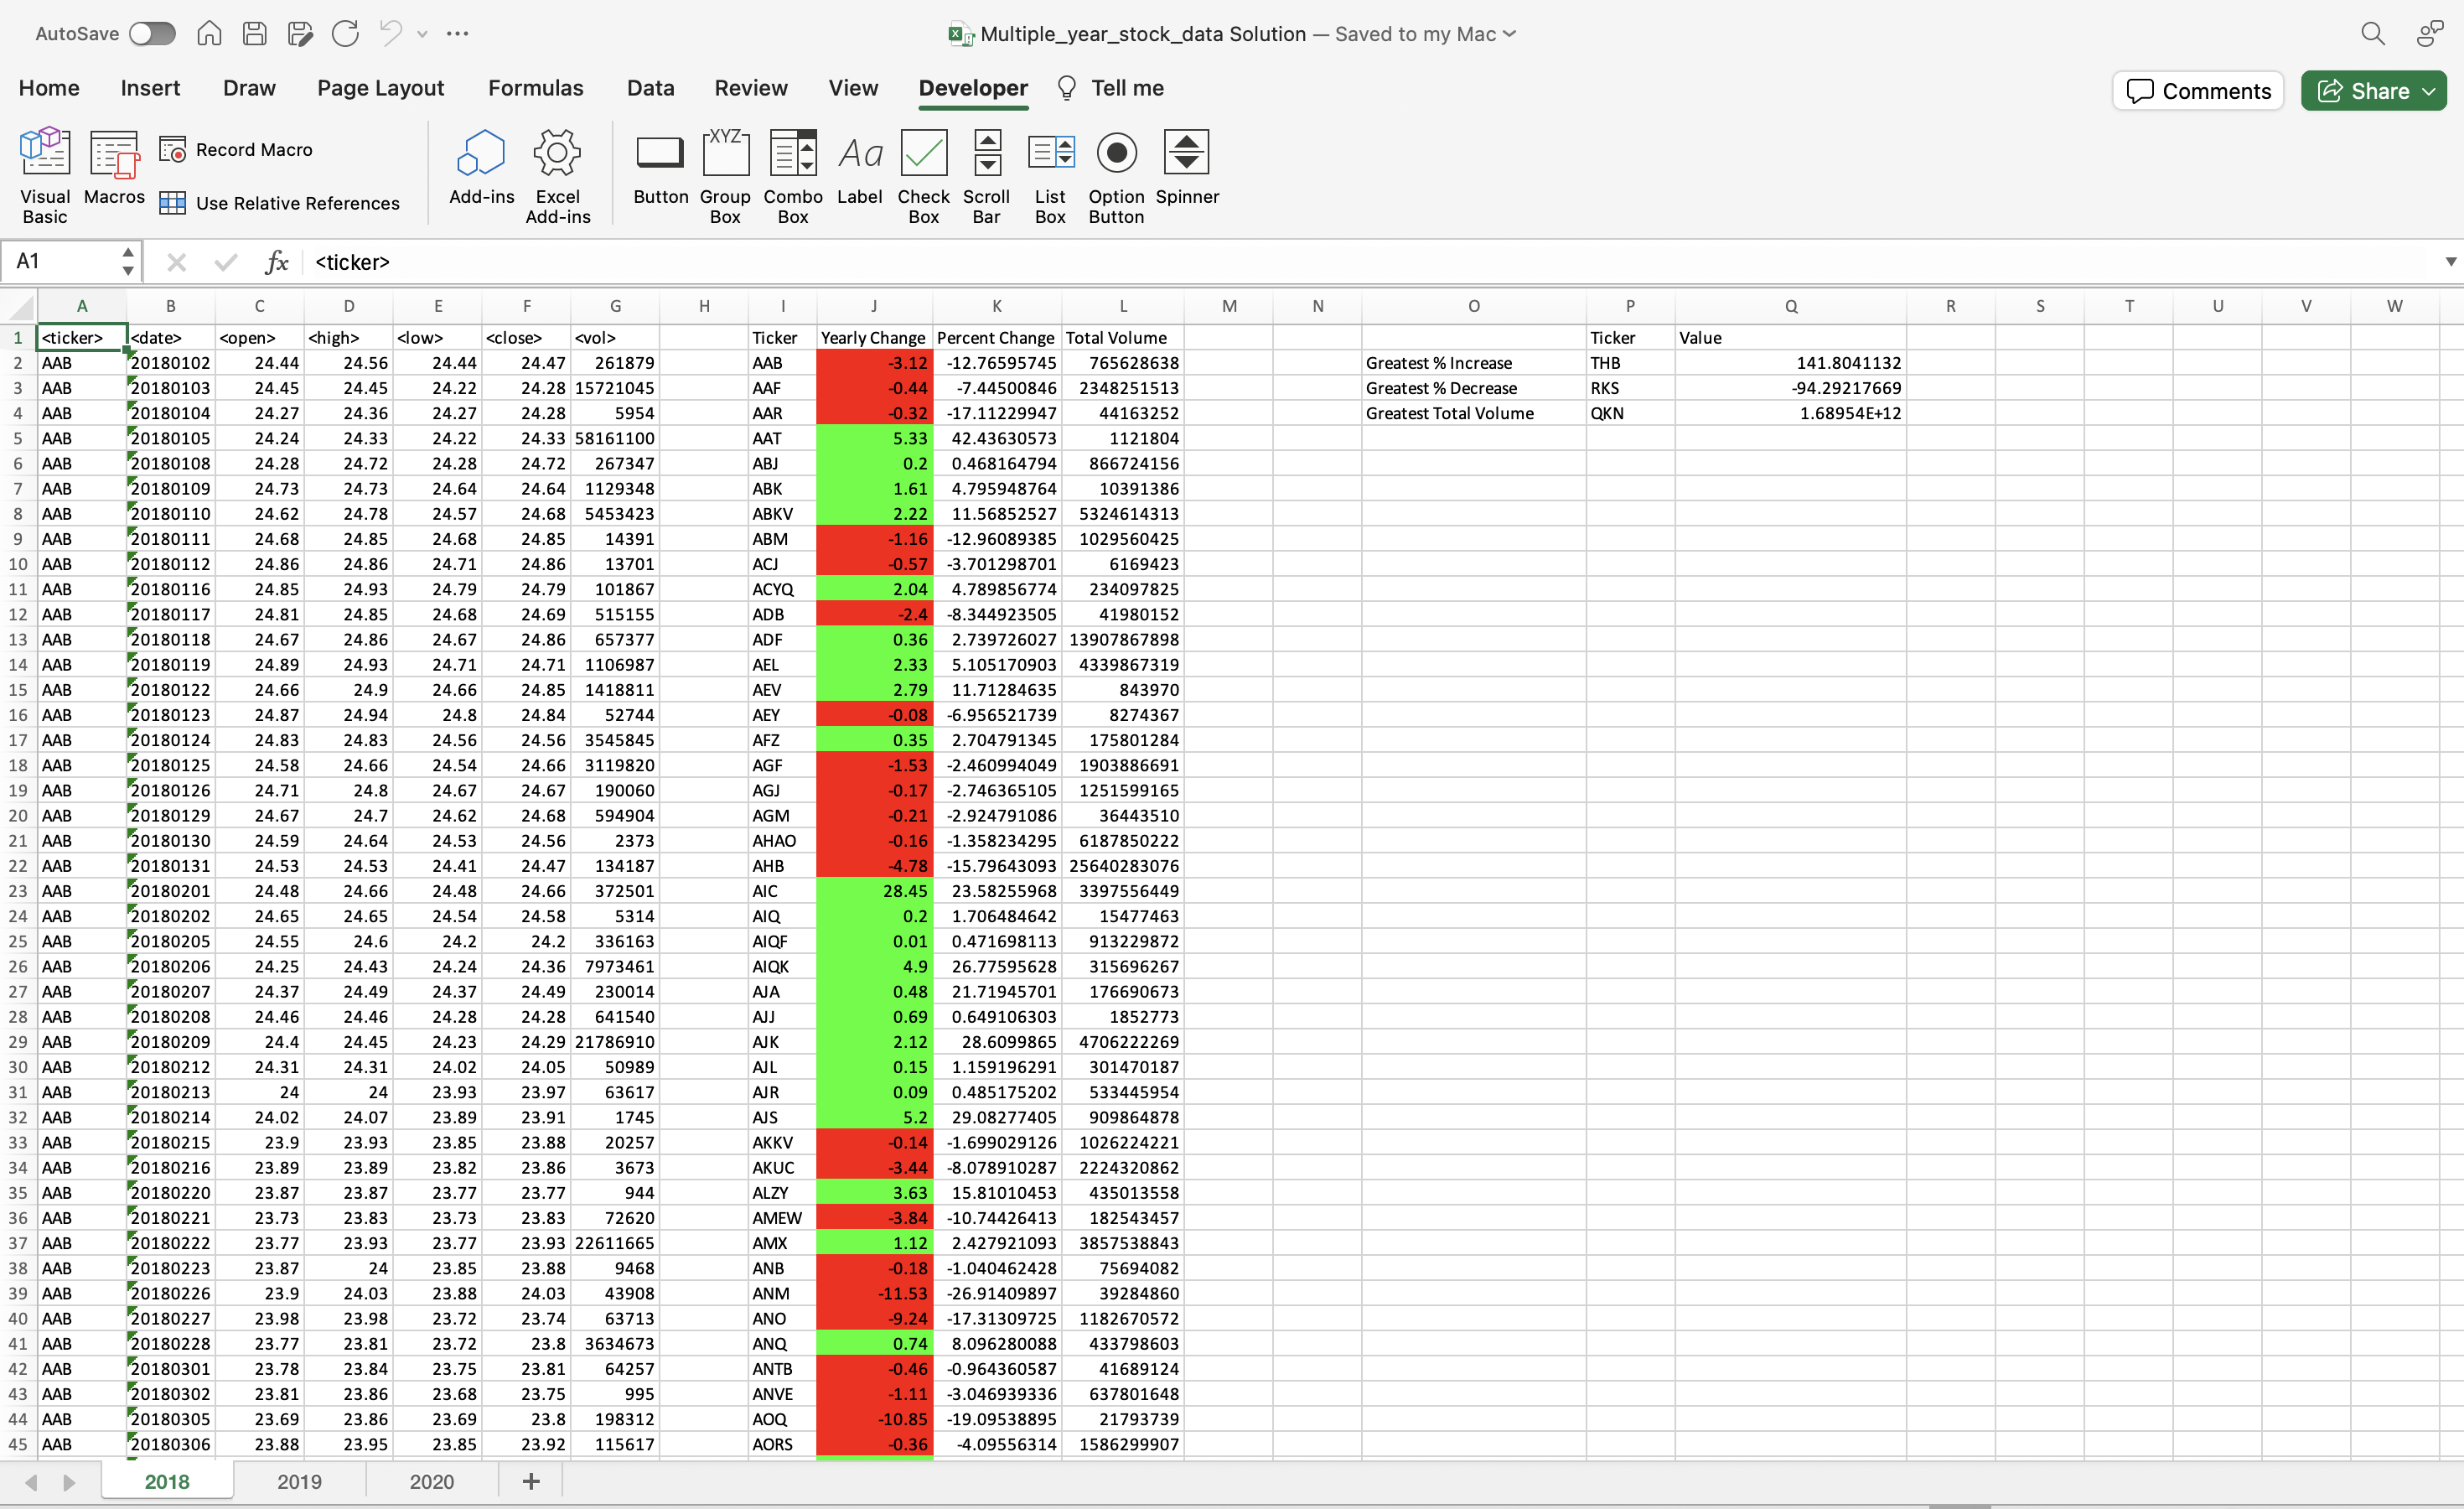 AutoSave
Multiple_year_stock_data Solution — Saved to my Mac
Home Insert Draw Page Layout Formulas Data Review View Developer Tell me Comments Share
Visual Basic Macros Record Macro Use Relative References Add-ins Excel Add-ins Button XYZ Group Box Combo Box Aa Label Check Box Scroll Bar List Box Option Button Spinner
A1 fx <ticker>
A B C D E F G H I J K L M N O P Q R S T U V W
1 <ticker> <date> <open> <high> <low> <close> <vol> Ticker Yearly Change Percent Change Total Volume Ticker Value
2 AAB 20180102 24.44 24.56 24.44 24.47 261879 AAB -3.12 -12.76595745 765628638 Greatest % Increase THB 141.8041132
3 AAB 20180103 24.45 24.45 24.22 24.28 15721045 AAF -0.44 -7.44500846 2348251513 Greatest % Decrease RKS -94.29217669
4 AAB 20180104 24.27 24.36 24.27 24.28 5954 AAR -0.32 -17.11229947 44163252 Greatest Total Volume QKN 1.68954E+12
5 AAB 20180105 24.24 24.33 24.22 24.33 58161100 AAT 5.33 42.43630573 1121804
6 AAB 20180108 24.28 24.72 24.28 24.72 267347 ABJ 0.2 0.468164794 866724156
7 AAB 20180109 24.73 24.73 24.64 24.64 1129348 ABK 1.61 4.795948764 10391386
8 AAB 20180110 24.62 24.78 24.57 24.68 5453423 ABKV 2.22 11.56852527 5324614313
9 AAB 20180111 24.68 24.85 24.68 24.85 14391 ABM -1.16 -12.96089385 1029560425
10 AAB 20180112 24.86 24.86 24.71 24.86 13701 ACJ -0.57 -3.701298701 6169423
11 AAB 20180116 24.85 24.93 24.79 24.79 101867 ACYQ 2.04 4.789856774 234097825
12 AAB 20180117 24.81 24.85 24.68 24.69 515155 ADB -2.4 -8.344923505 41980152
13 AAB 20180118 24.67 24.86 24.67 24.86 657377 ADF 0.36 2.739726027 13907867898
14 AAB 20180119 24.89 24.93 24.71 24.71 1106987 AEL 2.33 5.105170903 4339867319
15 AAB 20180122 24.66 24.9 24.66 24.85 1418811 AEV 2.79 11.71284635 843970
16 AAB 20180123 24.87 24.94 24.8 24.84 52744 AEY -0.08 -6.956521739 8274367
17 AAB 20180124 24.83 24.83 24.56 24.56 3545845 AFZ 0.35 2.704791345 175801284
18 AAB 20180125 24.58 24.66 24.54 24.66 3119820 AGF -1.53 -2.460994049 1903886691
19 AAB 20180126 24.71 24.8 24.67 24.67 190060 AGJ -0.17 -2.746365105 1251599165
20 AAB 20180129 24.67 24.7 24.62 24.68 594904 AGM -0.21 -2.924791086 36443510
21 AAB 20180130 24.59 24.64 24.53 24.56 2373 AHAO -0.16 -1.358234295 6187850222
22 AAB 20180131 24.53 24.53 24.41 24.47 134187 AHB -4.78 -15.79643093 25640283076
23 AAB 20180201 24.48 24.66 24.48 24.66 372501 AIC 28.45 23.58255968 3397556449
24 AAB 20180202 24.65 24.65 24.54 24.58 5314 AIQ 0.2 1.706484642 15477463
25 AAB 20180205 24.55 24.6 24.2 24.2 336163 AIQF 0.01 0.471698113 913229872
26 AAB 20180206 24.25 24.43 24.24 24.36 7973461 AIQK 4.9 26.77595628 315696267
27 AAB 20180207 24.37 24.49 24.37 24.49 230014 AJA 0.48 21.71945701 176690673
28 AAB 20180208 24.46 24.46 24.28 24.28 641540 AJJ 0.69 0.649106303 1852773
29 AAB 20180209 24.4 24.45 24.23 24.29 21786910 AJK 2.12 28.6099865 4706222269
30 AAB 20180212 24.31 24.31 24.02 24.05 50989 AJL 0.15 1.159196291 301470187
31 AAB 20180213 24 24 23.93 23.97 63617 AJR 0.09 0.485175202 533445954
32 AAB 20180214 24.02 24.07 23.89 23.91 1745 AJS 5.2 29.08277405 909864878
33 AAB 20180215 23.9 23.93 23.85 23.88 20257 AKKV -0.14 -1.699029126 1026224221
34 AAB 20180216 23.89 23.89 23.82 23.86 3673 AKUC -3.44 -8.078910287 2224320862
35 AAB 20180220 23.87 23.87 23.77 23.77 944 ALZY 3.63 15.81010453 435013558
36 AAB 20180221 23.73 23.83 23.73 23.83 72620 AMEW -3.84 -10.74426413 182543457
37 AAB 20180222 23.77 23.93 23.77 23.93 22611665 AMX 1.12 2.427921093 3857538843
38 AAB 20180223 23.87 24 23.85 23.88 9468 ANB -0.18 -1.040462428 75694082
39 AAB 20180226 23.9 24.03 23.88 24.03 43908 ANM -11.53 -26.91409897 39284860
40 AAB 20180227 23.98 23.98 23.72 23.74 63713 ANO -9.24 -17.31309725 1182670572
41 AAB 20180228 23.77 23.81 23.72 23.8 3634673 ANQ 0.74 8.096280088 433798603
42 AAB 20180301 23.78 23.84 23.75 23.81 64257 ANTB -0.46 -0.964360587 41689124
43 AAB 20180302 23.81 23.86 23.68 23.75 995 ANVE -1.11 -3.046939336 637801648
44 AAB 20180305 23.69 23.86 23.69 23.8 198312 AOQ -10.85 -19.09538895 21793739
45 AAB 20180306 23.88 23.95 23.85 23.92 115617 AORS -0.36 -4.09556314 1586299907
2018 2019 2020 +